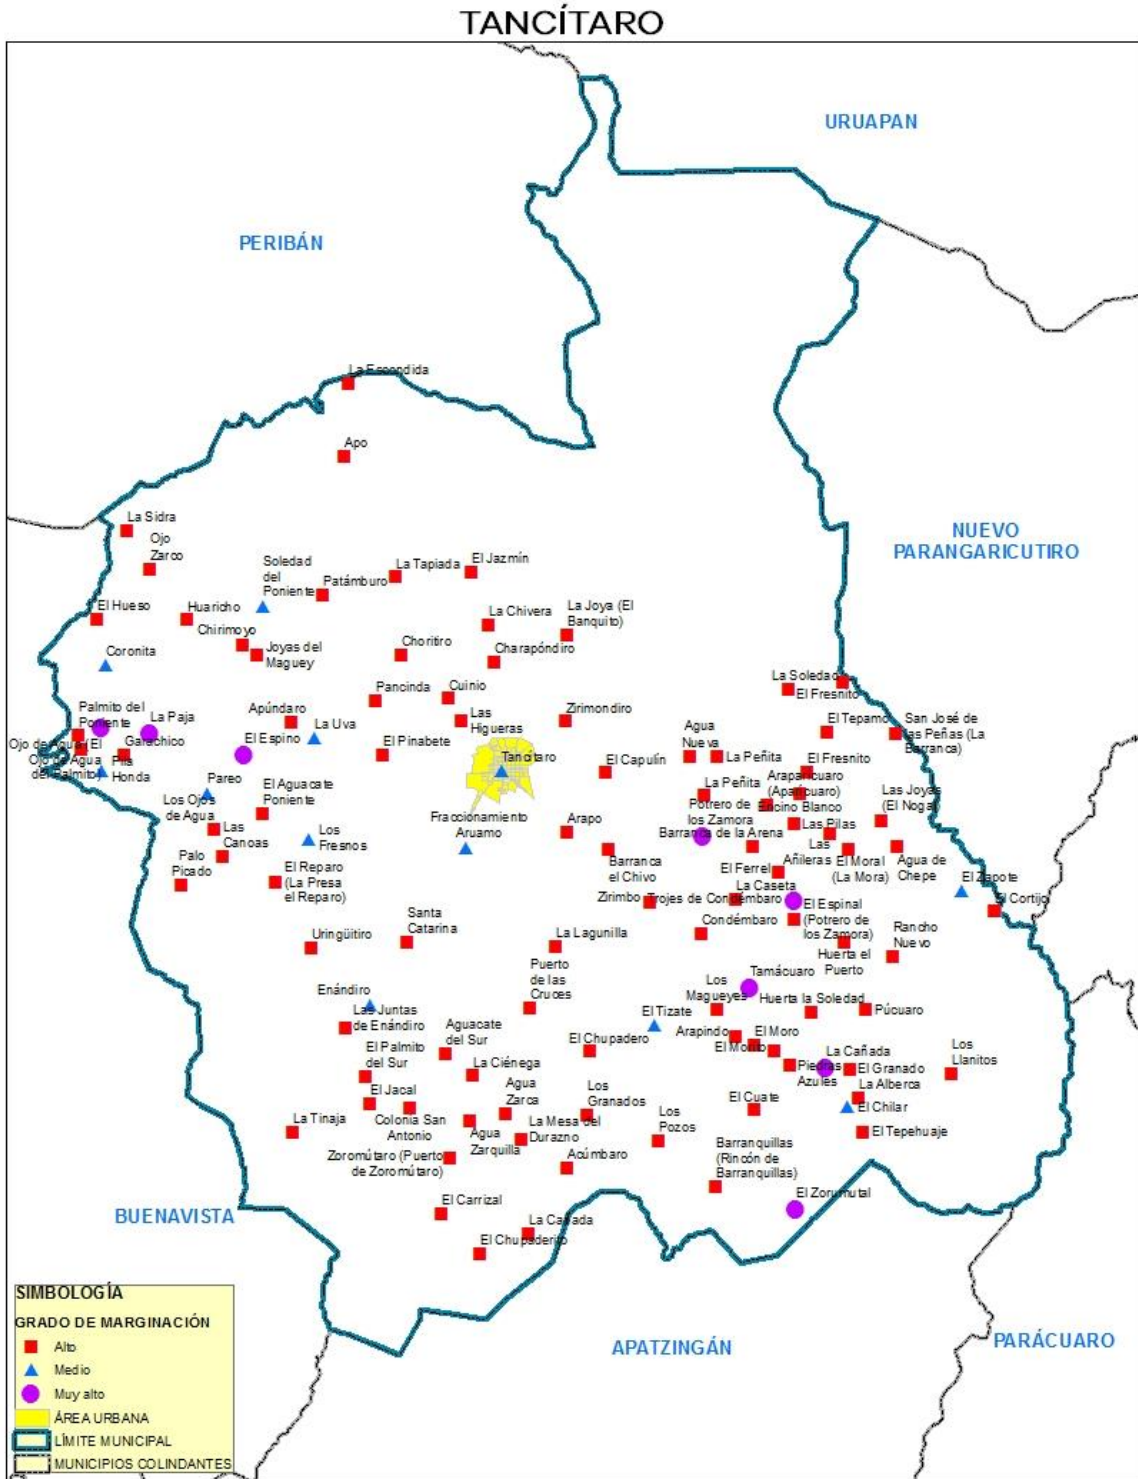 TANCÍTARO
URUAPAN
PERIBÁN
La Escondida
Apo
La Sidra
Ojo
Zarco
NUEVO
PARANGARICUTIRO
Soledad
del
Poniente
Patámburo
La Tapiada
El Jazmín
El Hueso
Huaricho
Chirimoyo
Joyas del
Maguey
La Chivera
La Joya (El
Banquito)
Coronita
Choritiro
Charapóndiro
La Soledad
El Fresnito
Pancinda
Cuinio
Las
Higueras
Zirimondiro
Palmito del
Poniente
La Paja
Apúndaro
La Uva
El Tepamo
San José de
las Peñas (La
Barranca)
Ojo de Agua (El
Ojo de Agua
del Palmito)
Garachico
Pila
Honda
El Espino
El Pinabete
Tancítaro
El Capulín
Agua
Nueva
La Peñita
El Fresnito
Pareo
El Aguacate
Poniente
La Peñita
Araparicuaro
(Aparicuaro)
Los Ojos
de Agua
Potrero de
los Zamora
Encino Blanco
Las Joyas
(El Nogal)
Fraccionamiento
Aruamo
Arapo
Las
Canoas
Los
Fresnos
Barranca de la Arena
Las Pilas
Palo
Picado
El Reparo
(La Presa
el Reparo)
Barranca
el Chivo
El Ferrel
Las
Añileras
El Moral
(La Mora)
Agua de
Chepe
El Zapote
Zirimbo
Trojes de Condémbaro
La Caseta
El Cortijo
Uringüitiro
Santa
Catarina
La Lagunilla
Condémbaro
El Espinal
(Potrero de
los Zamora)
Rancho
Nuevo
Huerta el
Puerto
Puerto
de las
Cruces
Los
Magueyes
Tamácuaro
Enándiro
Las Juntas
de Enándiro
El Tizate
Huerta la Soledad
Púcuaro
Aguacate
del Sur
El Chupadero
Arapindo
El Moro
El Morito
El Palmito
del Sur
La Ciénega
Piedras
Azules
La Cañada
El Granado
Los
Llanitos
El Jacal
Colonia San
Antonio
Agua
Zarca
Los
Granados
El Cuate
La Alberca
El Chilar
La Tinaja
Agua
Zarquilla
La Mesa del
Durazno
Los
Pozos
El Tepehuaje
Zoromútaro (Puerto
de Zoromútaro)
Acúmbaro
Barranquillas
(Rincón de
Barranquillas)
El Carrizal
El Zorumutal
BUENAVISTA
La Cañada
El Chupaderito
APATZINGÁN
PARÁCUARO
SIMBOLOGÍA
GRADO DE MARGINACIÓN
Alto
Medio
Muy alto
ÁREA URBANA
LÍMITE MUNICIPAL
MUNICIPIOS COLINDANTES